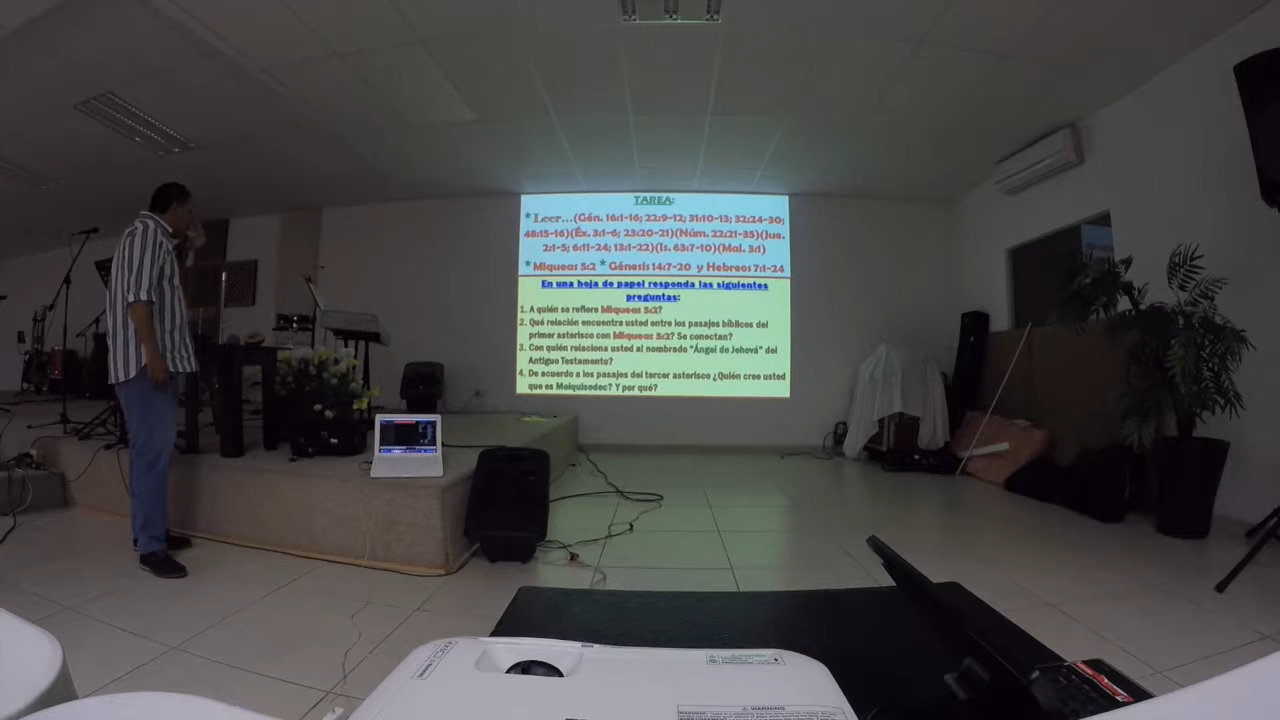 TAREA:
* Leer...(Gén. 16:1-16; 22:9-12; 31:10-13; 32:24-30;
48:15-16)(Éx. 3:1-6; 23:20-21)(Núm. 22:21-35)(Jue.
2:1-5; 6:11-24; 13:1-22)(Is. 63:7-10)(Mal. 3:1)
* Miqueas 5:2 * Génesis 14:7-20 y Hebreos 7:1-24
En una hoja de papel responda las siguientes
preguntas:
1. A quién se refiere Miqueas 5:2?
2. Qué relación encuentra usted entre los pasajes bíblicos del
primer asterisco con Miqueas 5:2? Se conectan?
3. Con quién relaciona usted al nombrado "Ángel de Jehová" del
Antiguo Testamento?
4. De acuerdo a los pasajes del tercer asterisco ¿Quién cree usted
que es Melquisedec? Y por qué?
WARNING